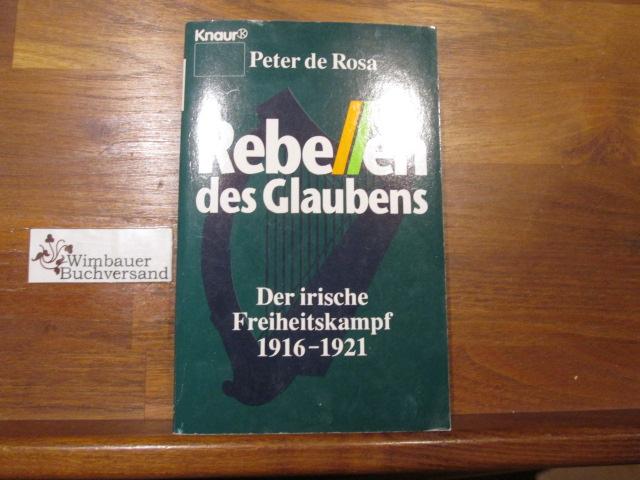 Knaur K
Peter de Rosa
Rebellen
des Glaubens
Der irische
Freiheitskampf
1916–1921
Wimbauer
Buchversand